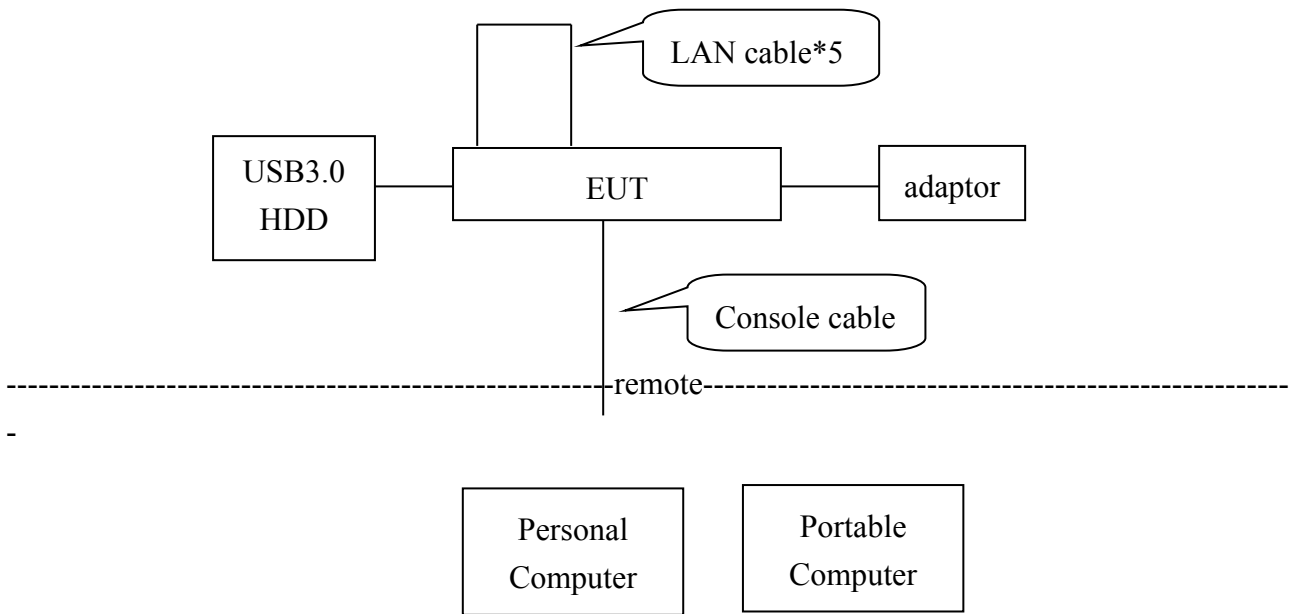 LAN cable*5
USB3.0
HDD
EUT
adaptor
Console cable
---------------------------------------------------------remote-------------------------------------------------------
-
Personal
Computer
Portable
Computer